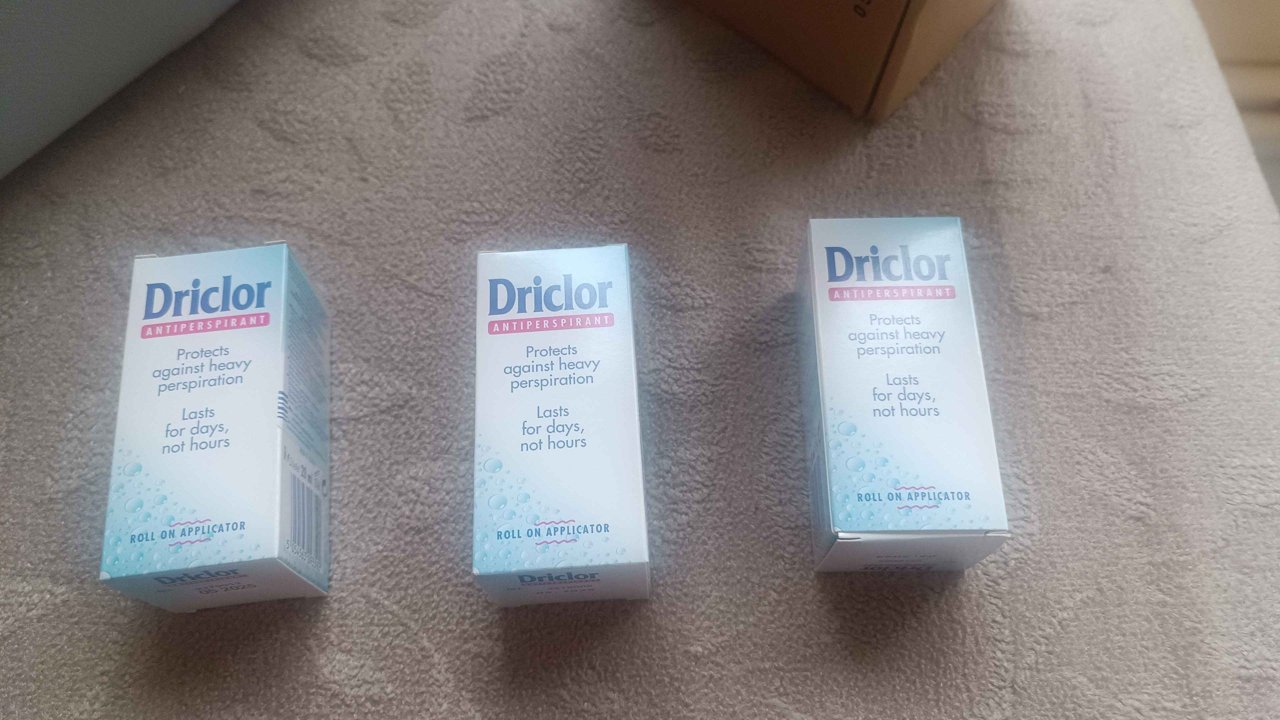 Driclor
ANTIPERSPIRANT
Protects
against heavy
perspiration
Lasts
for days,
not hours
ROLL ON APPLICATOR
Driclor
05 2025
Driclor
ANTIPERSPIRANT
Protects
against heavy
perspiration
Lasts
for days,
not hours
ROLL ON APPLICATOR
Driclor
Driclor
ANTIPERSPIRANT
Protects
against heavy
perspiration
Lasts
for days,
not hours
ROLL ON APPLICATOR